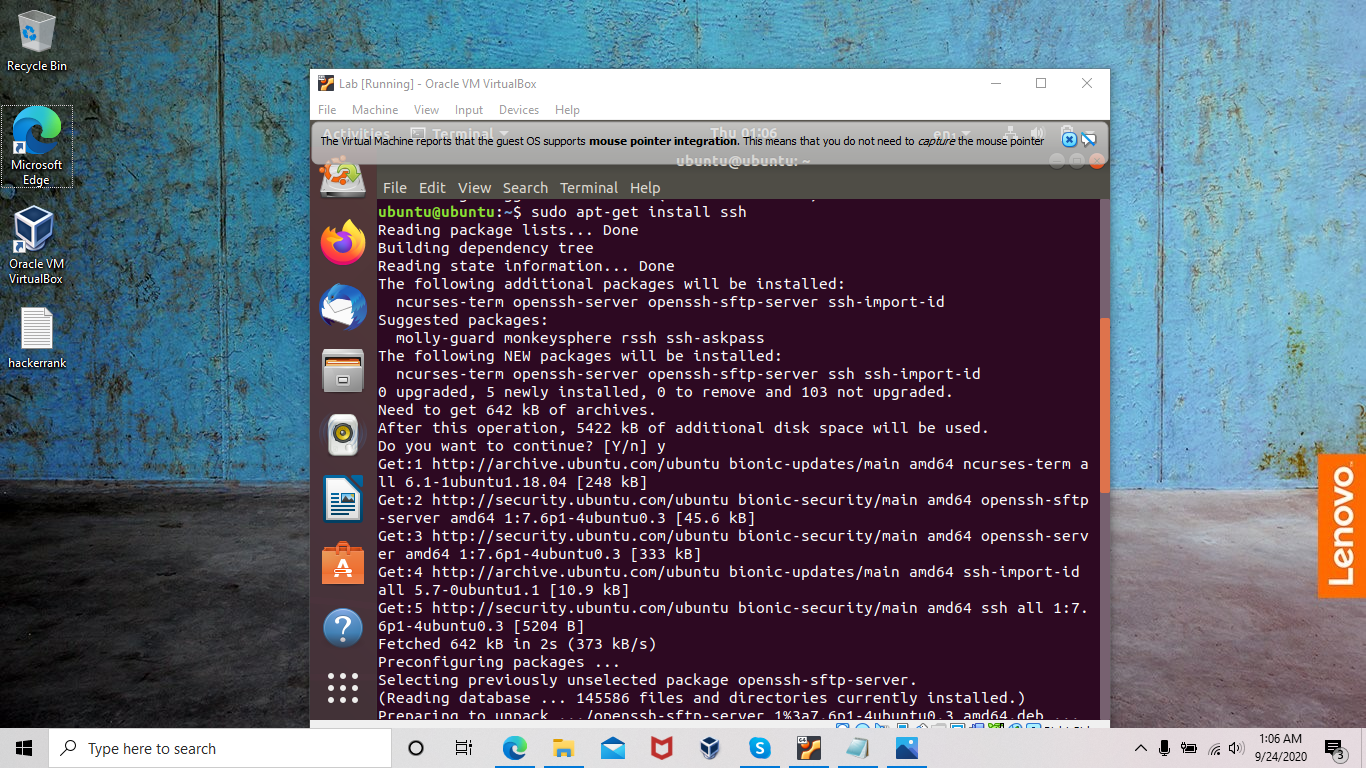 Recycle Bin
Microsoft
Edge
Oracle VM
VirtualBox
hackerrank
Lab [Running] - Oracle VM VirtualBox
File Machine View Input Devices Help
Activities Terminal Thu 01:06 en
The Virtual Machine reports that the guest OS supports mouse pointer integration. This means that you do not need to capture the mouse pointer
ubuntu@ubuntu: ~
File Edit View Search Terminal Help
ubuntu@ubuntu:~$ sudo apt-get install ssh
Reading package lists... Done
Building dependency tree
Reading state information... Done
The following additional packages will be installed:
ncurses-term openssh-server openssh-sftp-server ssh-import-id
Suggested packages:
molly-guard monkeysphere rssh ssh-askpass
The following NEW packages will be installed:
ncurses-term openssh-server openssh-sftp-server ssh ssh-import-id
0 upgraded, 5 newly installed, 0 to remove and 103 not upgraded.
Need to get 642 kB of archives.
After this operation, 5422 kB of additional disk space will be used.
Do you want to continue? [Y/n] y
Get:1 http://archive.ubuntu.com/ubuntu bionic-updates/main amd64 ncurses-term a
ll 6.1-1ubuntu1.18.04 [248 kB]
Get:2 http://security.ubuntu.com/ubuntu bionic-security/main amd64 openssh-sftp
-server amd64 1:7.6p1-4ubuntu0.3 [45.6 kB]
Get:3 http://security.ubuntu.com/ubuntu bionic-security/main amd64 openssh-serv
er amd64 1:7.6p1-4ubuntu0.3 [333 kB]
Get:4 http://archive.ubuntu.com/ubuntu bionic-updates/main amd64 ssh-import-id
all 5.7-0ubuntu1.1 [10.9 kB]
Get:5 http://security.ubuntu.com/ubuntu bionic-security/main amd64 ssh all 1:7.
6p1-4ubuntu0.3 [5204 B]
Fetched 642 kB in 2s (373 kB/s)
Preconfiguring packages ...
Selecting previously unselected package openssh-sftp-server.
(Reading database ... 145586 files and directories currently installed.)
Preparing to unpack .../openssh-sftp-server_1%3a7.6p1-4ubuntu0.3_amd64.deb ...
Lenovo
Type here to search
1:06 AM
9/24/2020
3